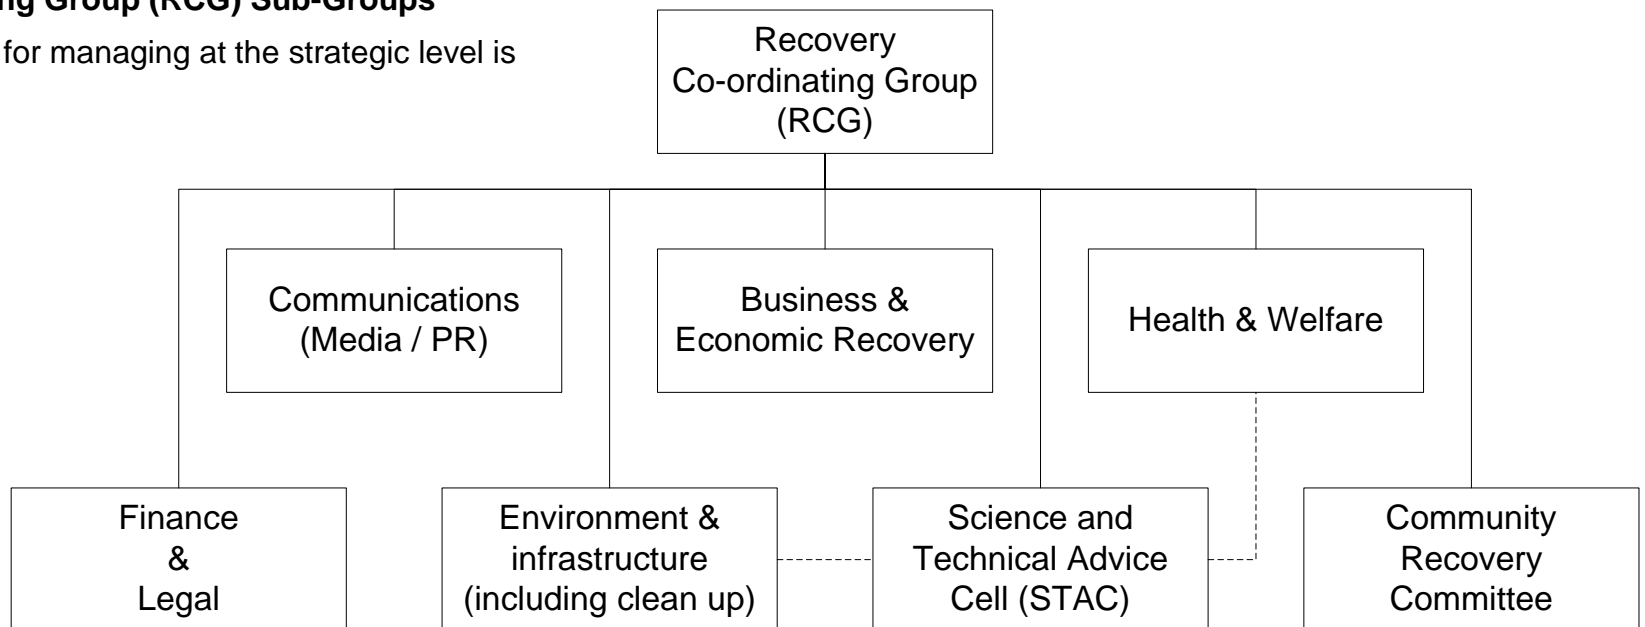 ng Group (RCG) Sub-Groups
for managing at the strategic level is
Recovery
Co-ordinating Group
(RCG)
Communications
(Media / PR)
Business &
Economic Recovery
Health & Welfare
Finance
&
Legal
Environment &
infrastructure
(including clean up)
Science and
Technical Advice
Cell (STAC)
Community
Recovery
Committee